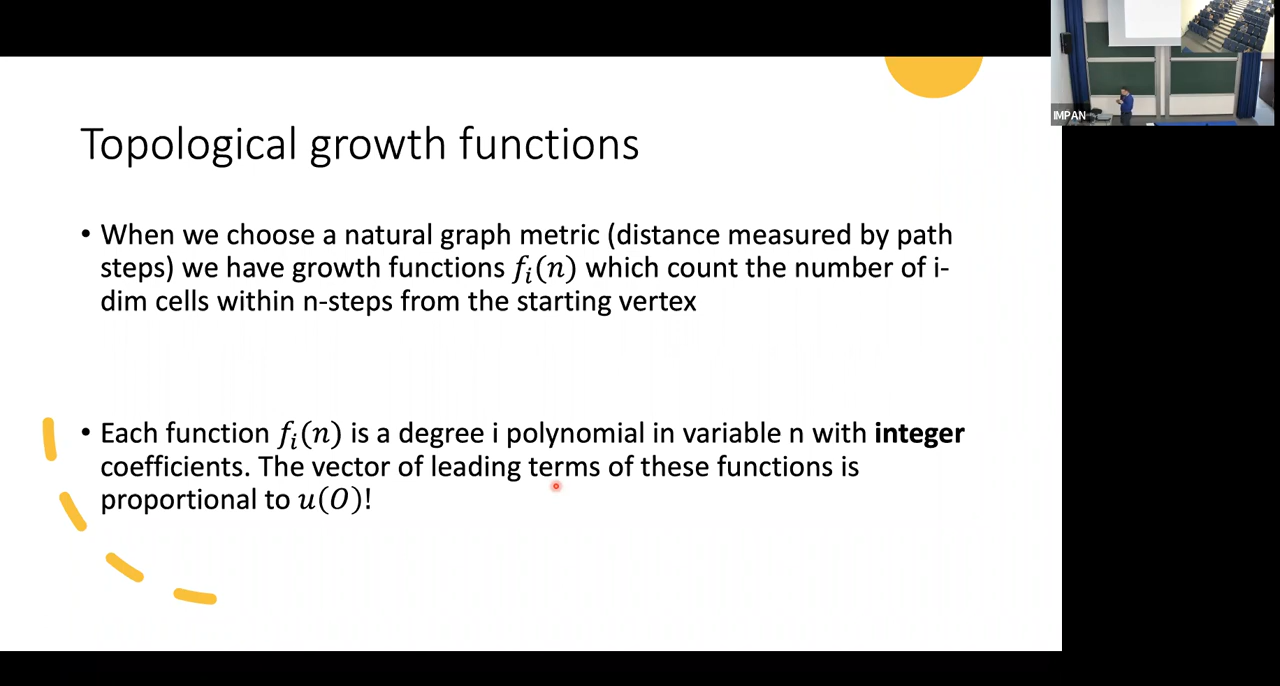 Topological growth functions
• When we choose a natural graph metric (distance measured by path
steps) we have growth functions fᵢ(n) which count the number of i-
dim cells within n-steps from the starting vertex
• Each function fᵢ(n) is a degree i polynomial in variable n with integer
coefficients. The vector of leading terms of these functions is
proportional to u(O)!
IMPAN